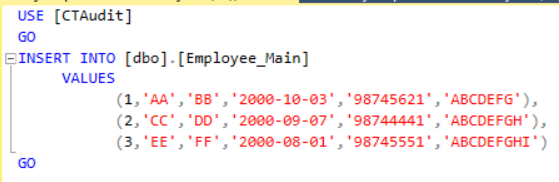 USE [CTAudit]
GO
INSERT INTO [dbo].[Employee_Main]
VALUES
(1,'AA','BB','2000-10-03','98745621','ABCDEFG'),
(2,'CC','DD','2000-09-07','98744441','ABCDEFGH'),
(3,'EE','FF','2000-08-01','98745551','ABCDEFGHI')
GO